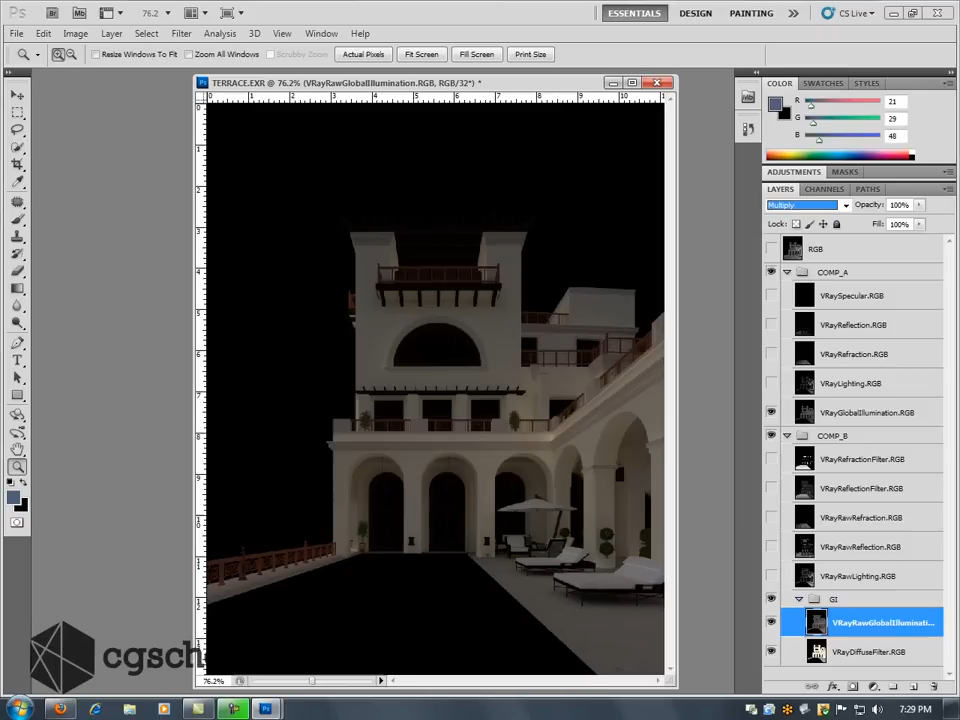 Ps Br Mb 76.2 ESSENTIALS DESIGN PAINTING CS Live
File Edit Image Layer Select Filter Analysis 3D View Window Help
Resize Windows To Fit Zoom All Windows Scrubby Zoom Actual Pixels Fit Screen Fill Screen Print Size
TERRACE.EXR @ 76.2% (VRayRawGlobalIllumination.RGB, RGB/32*) *
COLOR SWATCHES STYLES
R 21
G 29
B 48
ADJUSTMENTS MASKS
LAYERS CHANNELS PATHS
Multiply Opacity: 100%
Lock: Fill: 100%
RGB
COMP_A
VRaySpecular.RGB
VRayReflection.RGB
VRayRefraction.RGB
VRayLighting.RGB
VRayGlobalIllumination.RGB
COMP_B
VRayRefractionFilter.RGB
VRayReflectionFilter.RGB
VRayRawRefraction.RGB
VRayRawReflection.RGB
VRayRawLighting.RGB
GI
VRayRawGlobalIlluminati...
VRayDiffuseFilter.RGB
cgsch
76.2%
7:29 PM